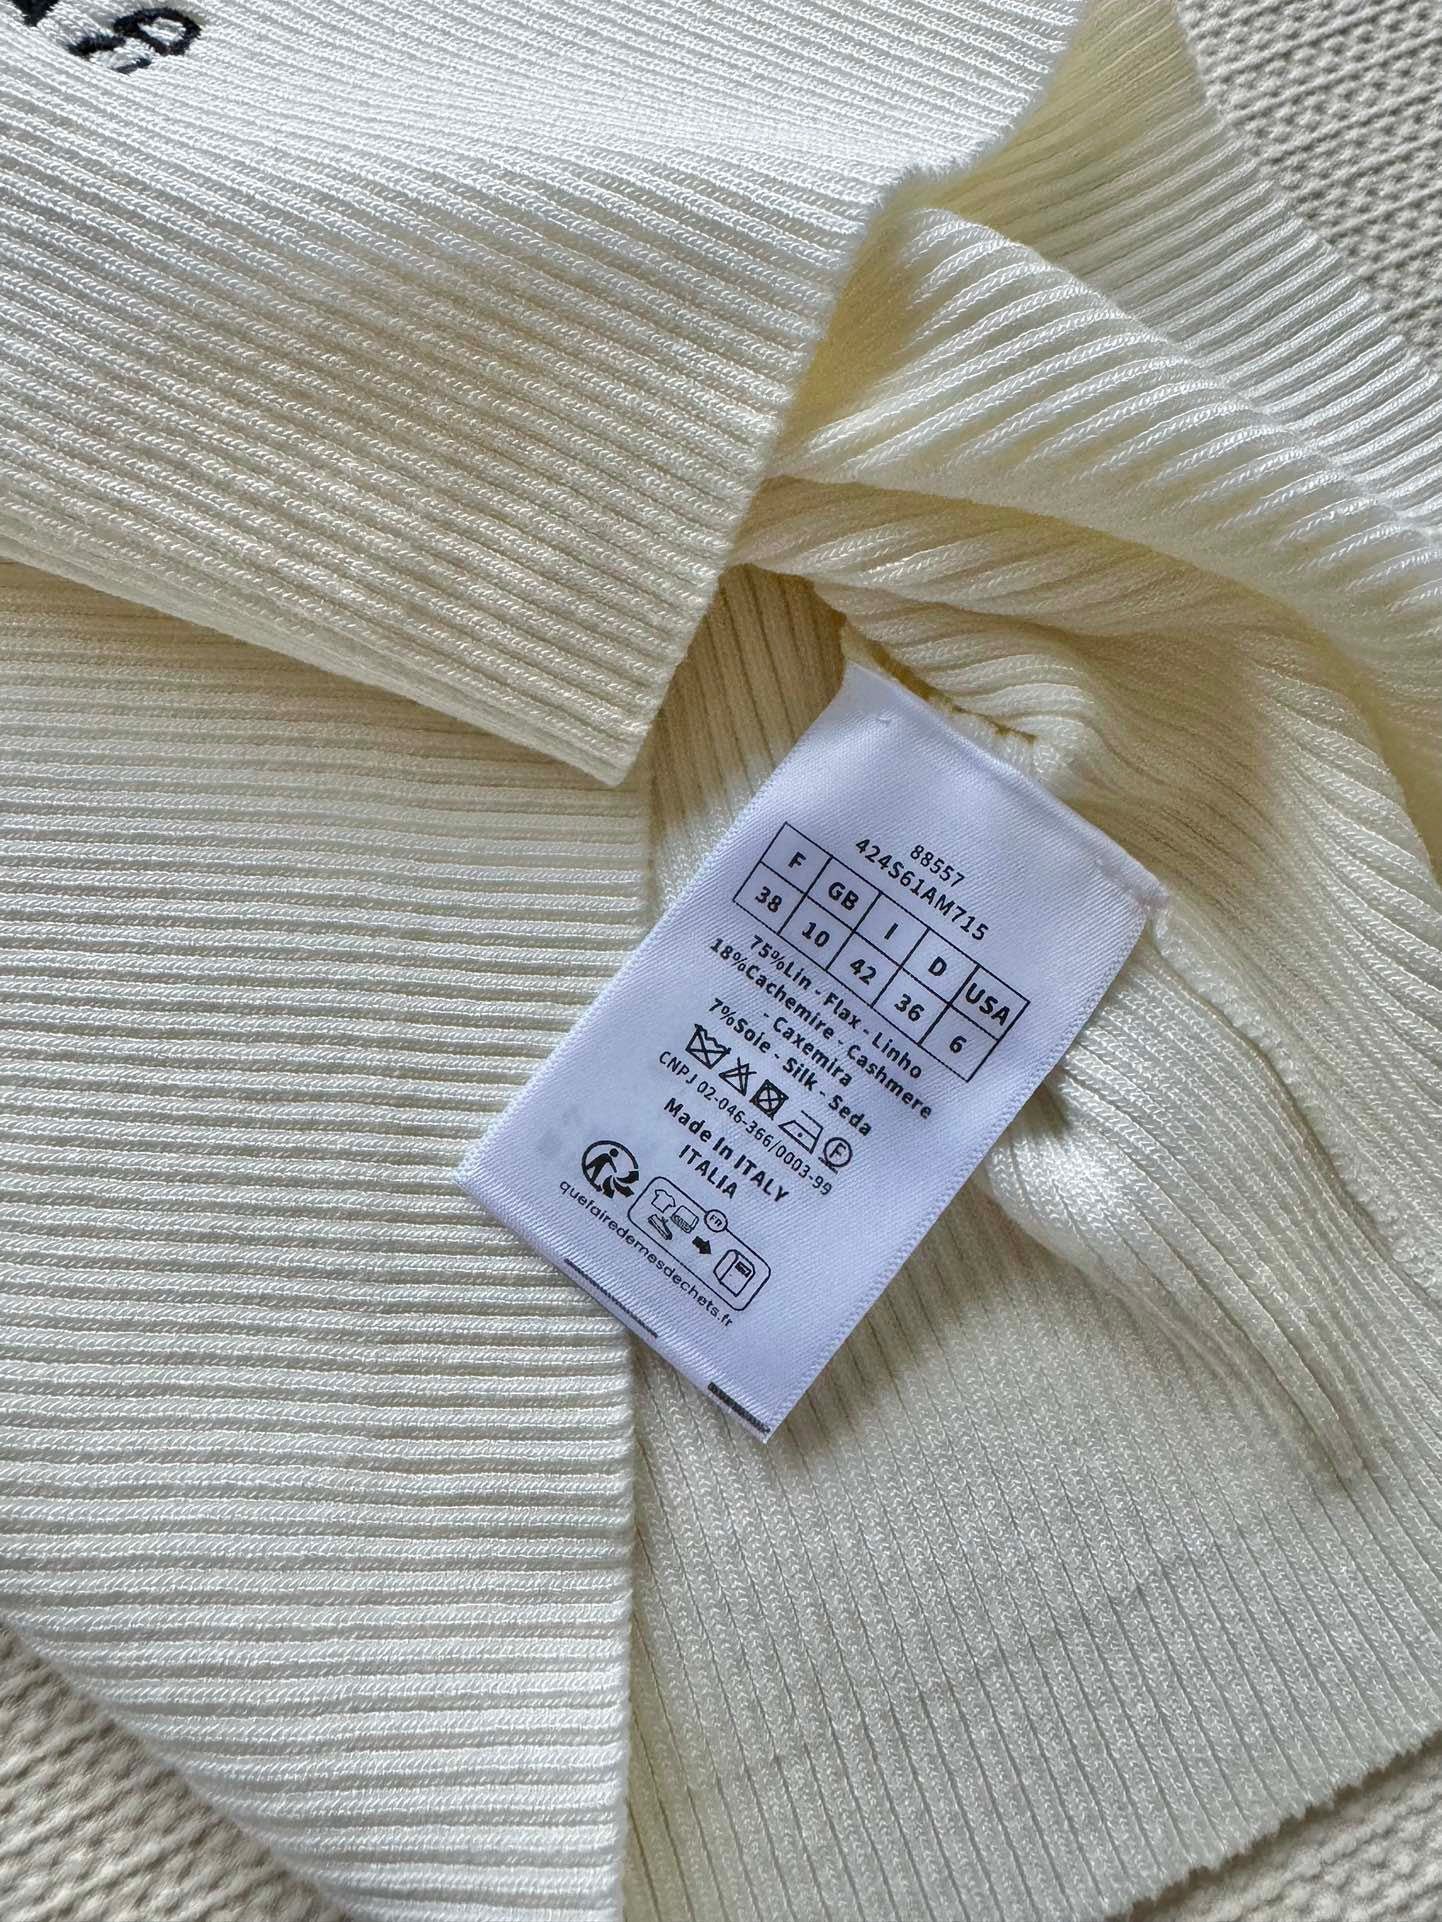 88557
424S61AM715
F GB I D USA
38 10 42 36 6
75%Lin - Flax - Linho
18%Cachemire - Cashmere
- Caxemira
7%Soie - Silk - Seda
F
CNPJ 02-046-366/0003-99
Made In ITALY
ITALIA
FR
quefairedemesdechets.fr